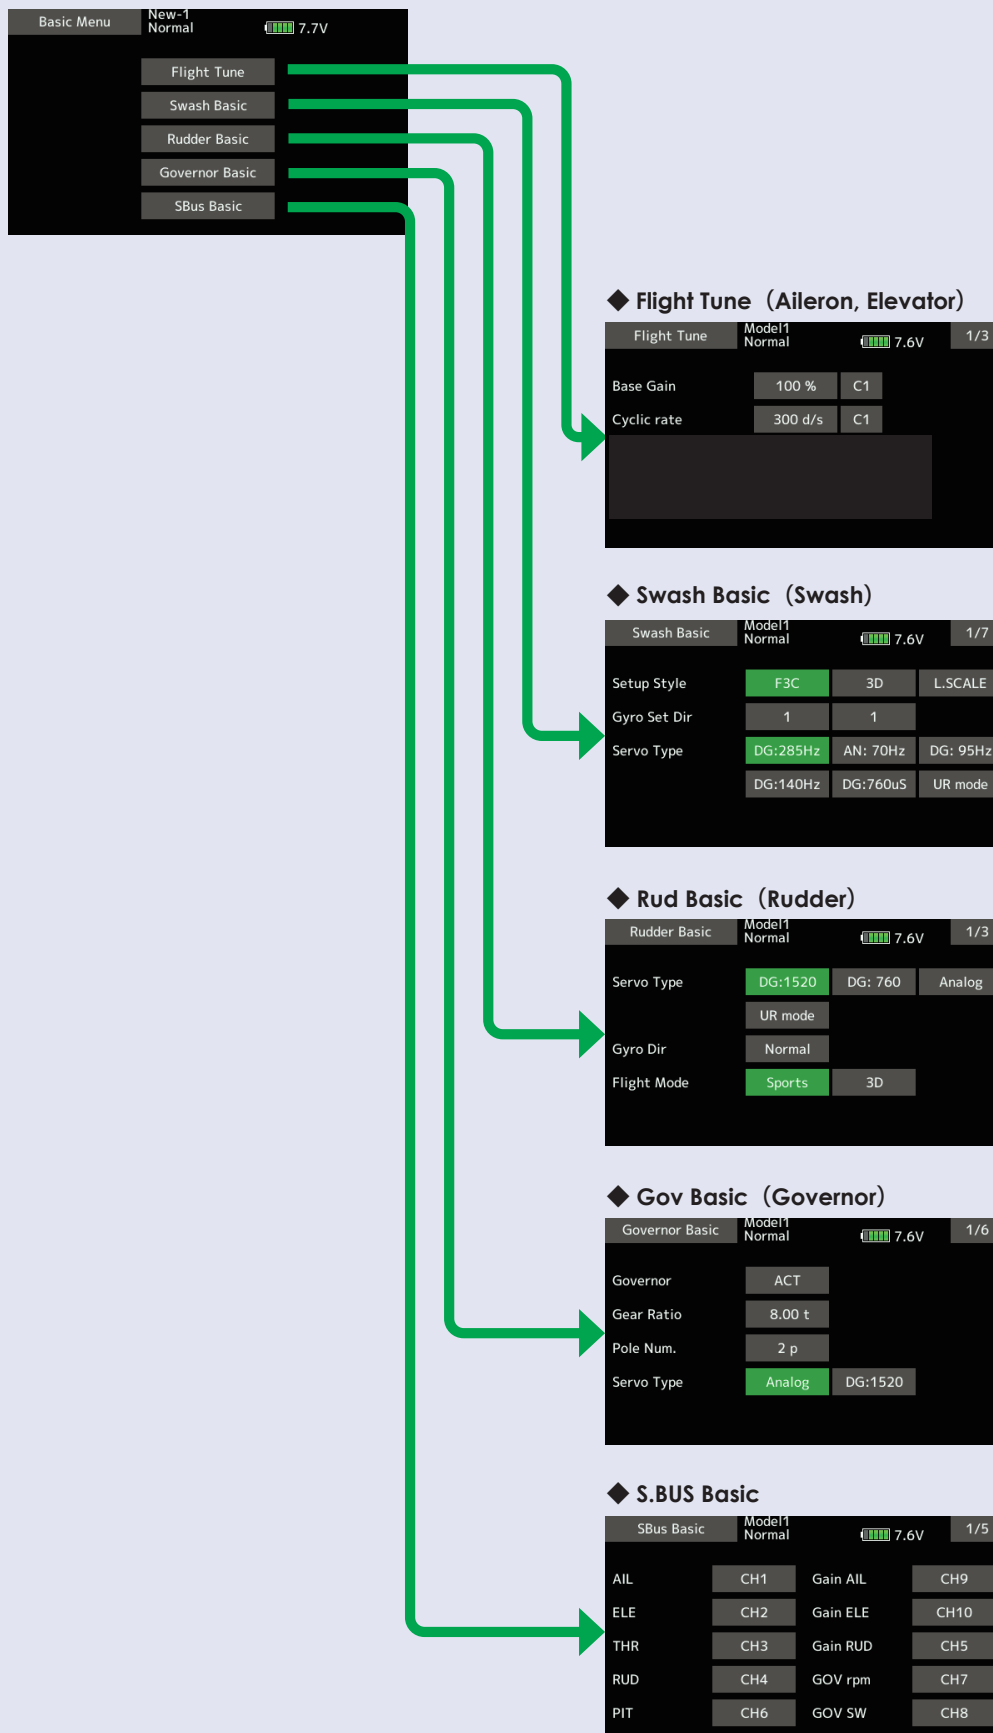 Basic Menu New-1 7.7V
Normal
Flight Tune
Swash Basic
Rudder Basic
Governor Basic
SBus Basic
◆ Flight Tune（Aileron, Elevator）
Flight Tune Model1 7.6V 1/3
Normal
Base Gain 100 % C1
Cyclic rate 300 d/s C1
◆ Swash Basic（Swash）
Swash Basic Model1 7.6V 1/7
Normal
Setup Style F3C 3D L.SCALE
Gyro Set Dir 1 1
Servo Type DG:285Hz AN: 70Hz DG: 95Hz
DG:140Hz DG:760uS UR mode
◆ Rud Basic（Rudder）
Rudder Basic Model1 7.6V 1/3
Normal
Servo Type DG:1520 DG: 760 Analog
UR mode
Gyro Dir Normal
Flight Mode Sports 3D
◆ Gov Basic（Governor）
Governor Basic Model1 7.6V 1/6
Normal
Governor ACT
Gear Ratio 8.00 t
Pole Num. 2 p
Servo Type Analog DG:1520
◆ S.BUS Basic
SBus Basic Model1 7.6V 1/5
Normal
AIL CH1 Gain AIL CH9
ELE CH2 Gain ELE CH10
THR CH3 Gain RUD CH5
RUD CH4 GOV rpm CH7
PIT CH6 GOV SW CH8